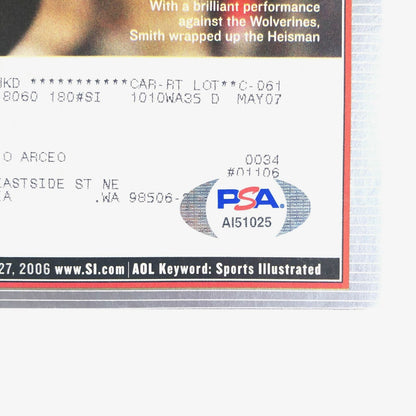 With a brilliant performance
against the Wolverines,
Smith wrapped up the Heisman
***********CAR-RT LOT**C-061
8060 180#SI 1010WA35 D MAY07
O ARCEO 0034
#01106
EASTSIDE ST NE
.WA 98506-
PSA.
AI51025
27, 2006 www.SI.com | AOL Keyword: Sports Illustrated